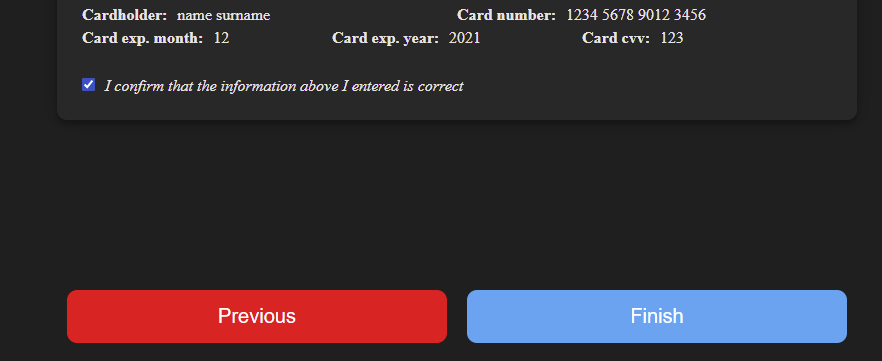 Cardholder: name surname Card number: 1234 5678 9012 3456
Card exp. month: 12 Card exp. year: 2021 Card cvv: 123
I confirm that the information above I entered is correct
Previous Finish